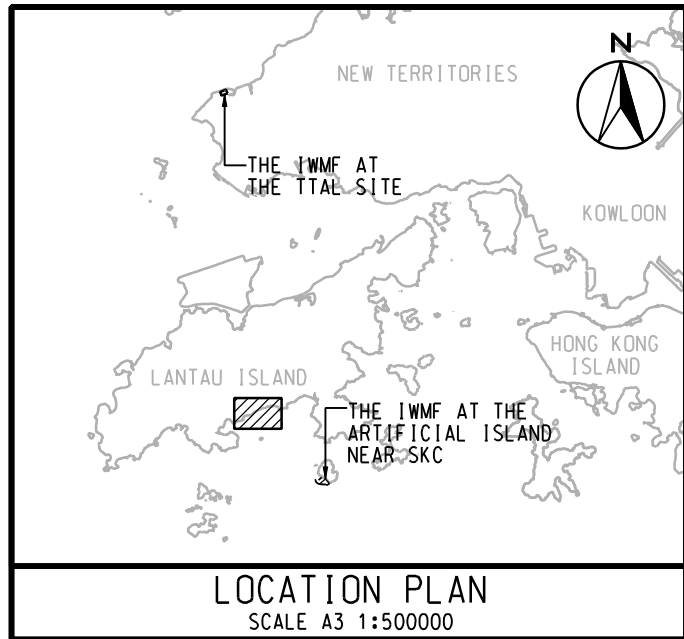 N
NEW TERRITORIES
THE IWMF AT
THE TTAL SITE
KOWLOON
HONG KONG
ISLAND
LANTAU ISLAND
THE IWMF AT THE
ARTIFICIAL ISLAND
NEAR SKC
LOCATION PLAN
SCALE A3 1:500000